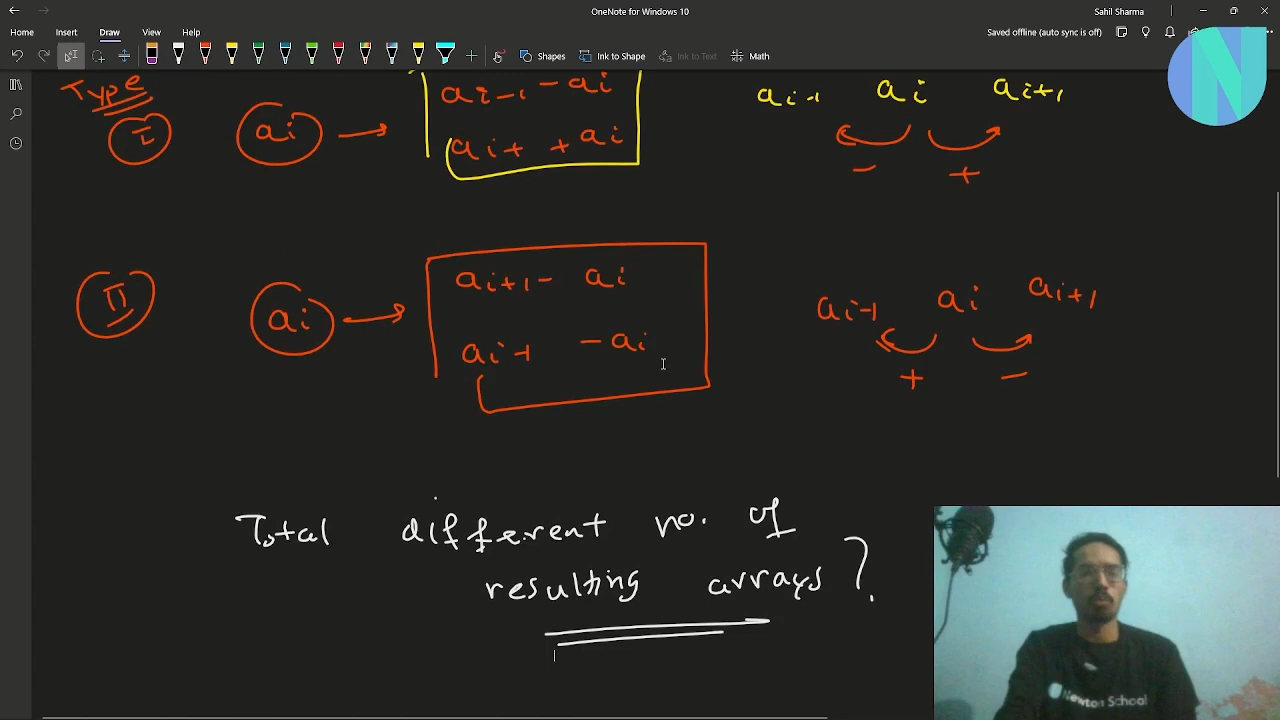 OneNote for Windows 10
Sahil Sharma
Home Insert Draw View Help
Saved offline (auto sync is off)
Shapes Ink to Shape Ink to Text Math
Type
I ai → ai-1 - ai
ai+ + ai
ai-1 ai ai+1
- +
II ai → ai+1 - ai
ai-1 - ai
ai-1 ai ai+1
+ -
Total different no. of
resulting arrays?
Newton School